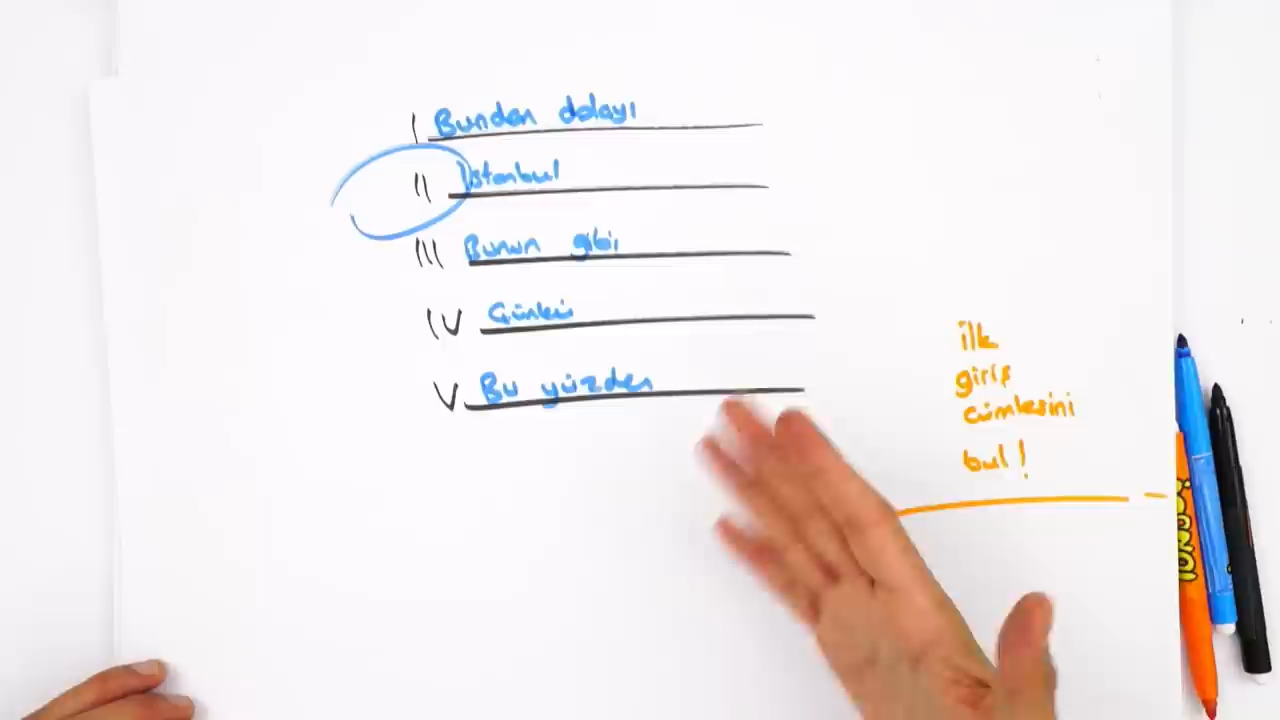 I Bundan dolayı
II İstanbul
III Bunun gibi
IV Çünkü
V Bu yüzden
ilk
giriş
cümlesini
bul!